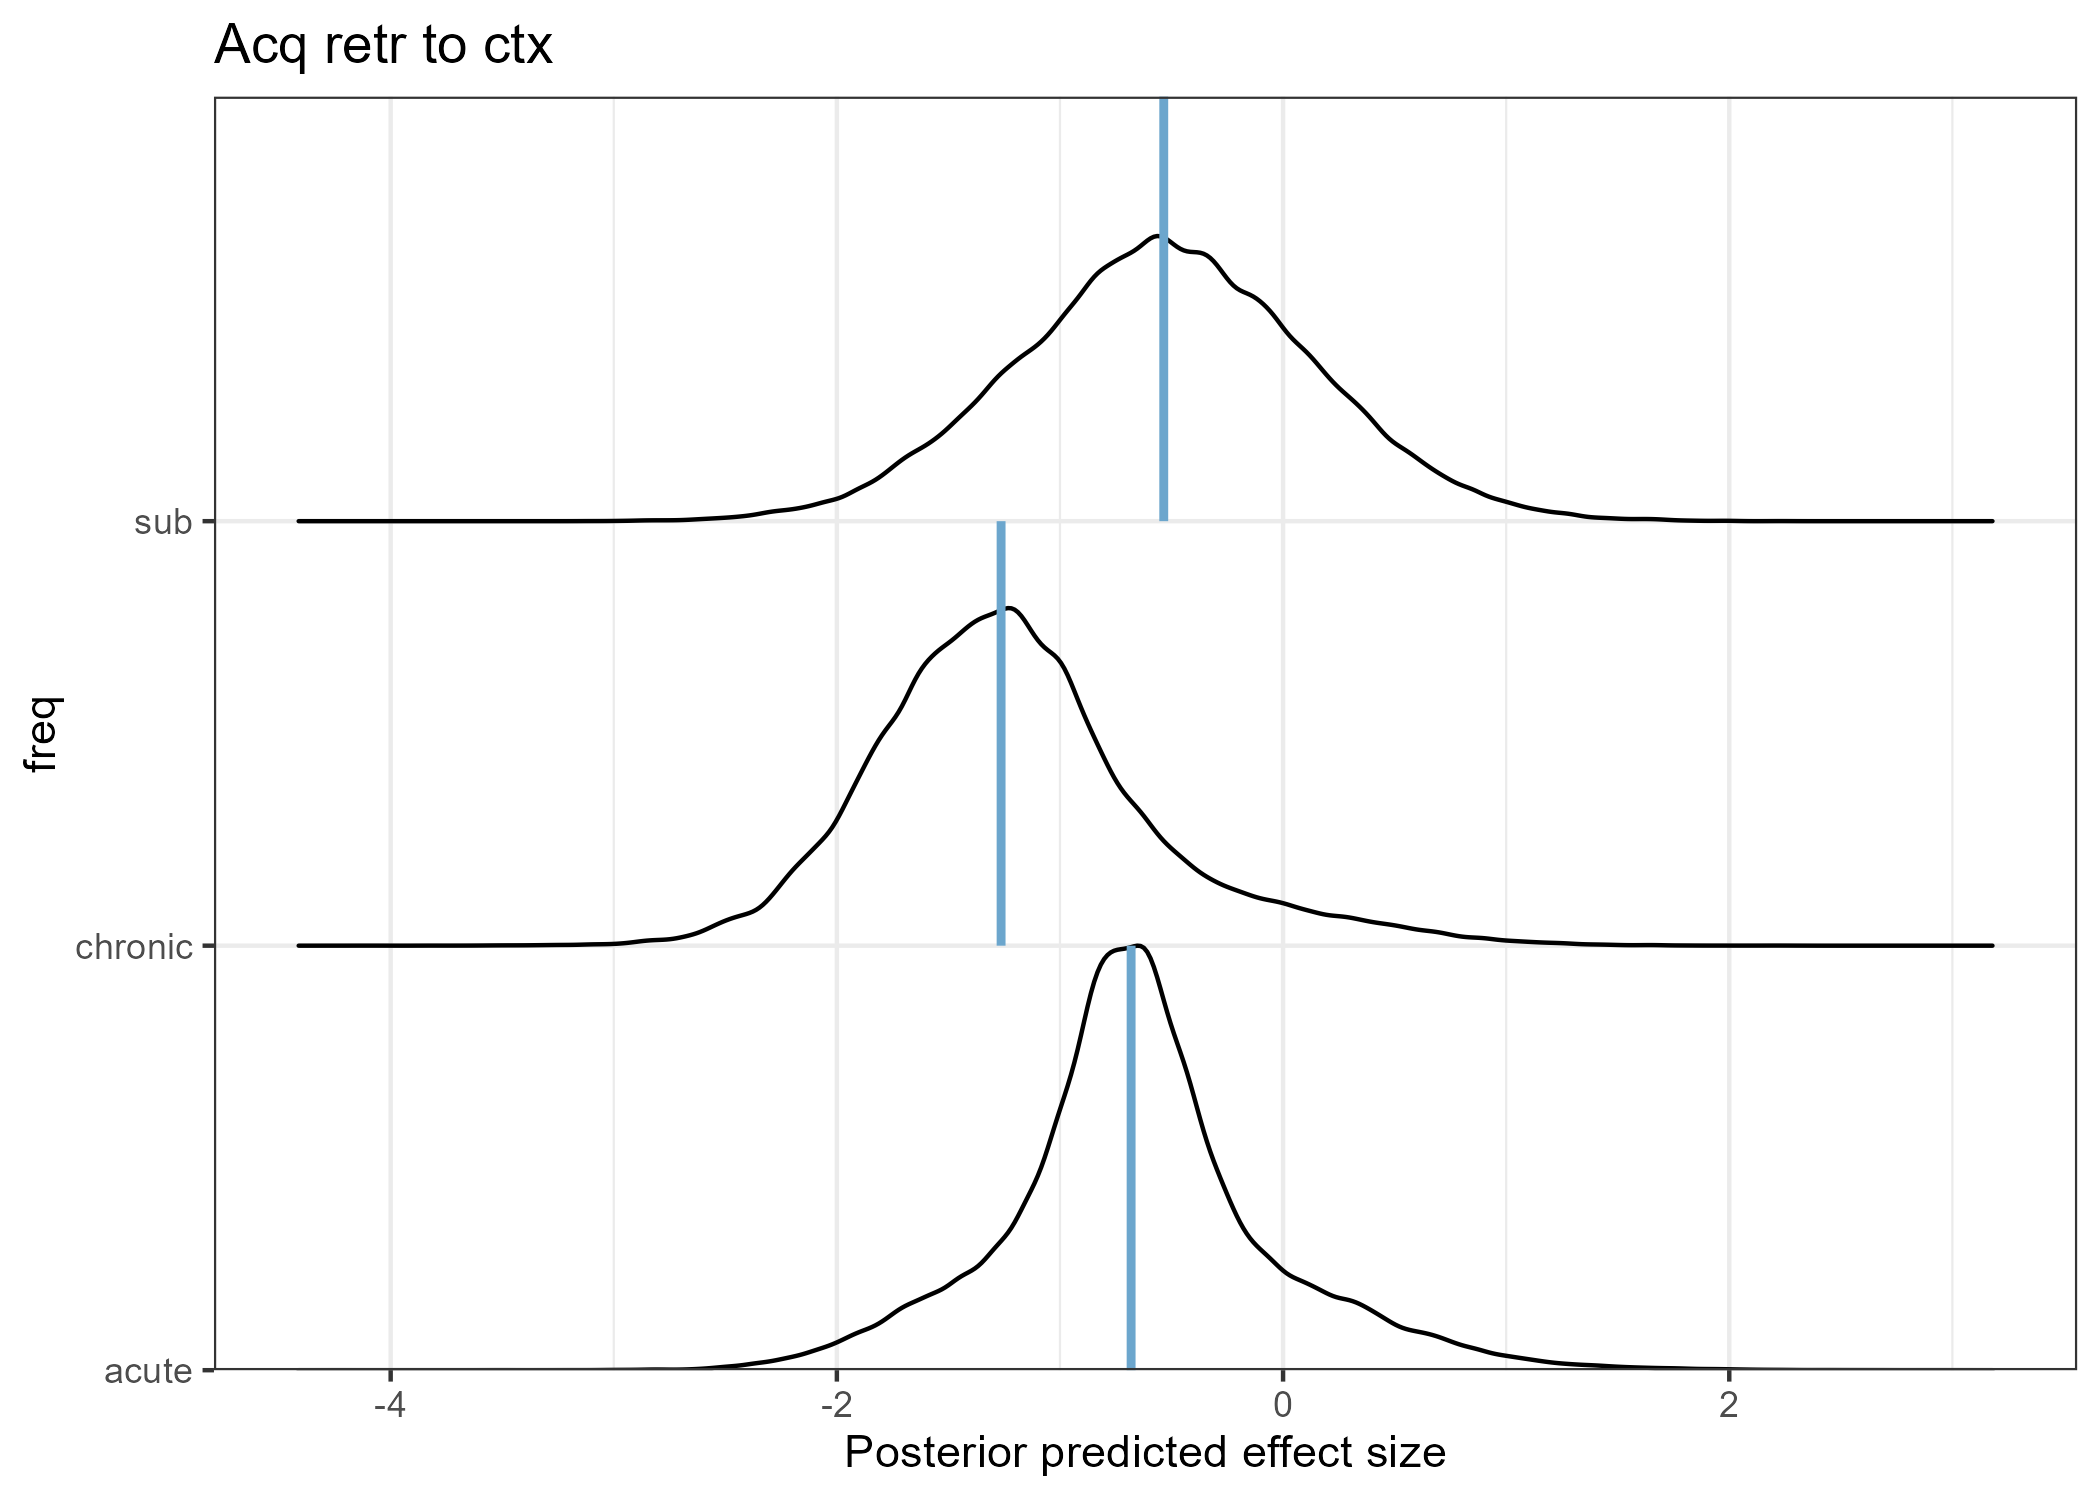 Acq retr to ctx
freq
sub
chronic
acute
-4 -2 0 2
Posterior predicted effect size